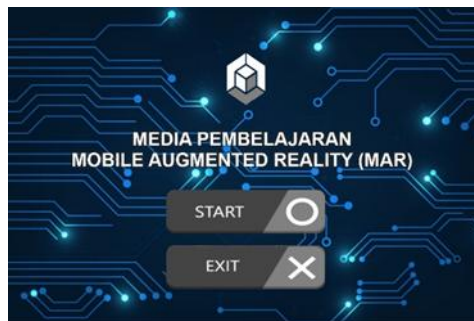 MEDIA PEMBELAJARAN
MOBILE AUGMENTED REALITY (MAR)
START
EXIT